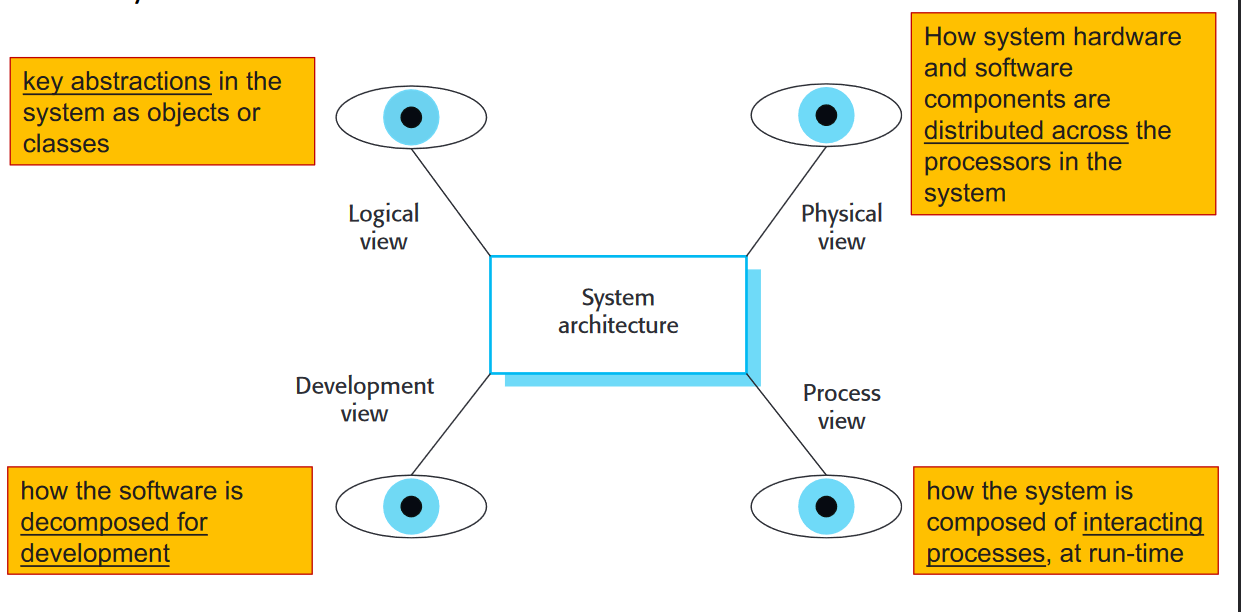 key abstractions in the
system as objects or
classes
How system hardware
and software
components are
distributed across the
processors in the
system
Logical
view
Physical
view
System
architecture
Development
view
Process
view
how the software is
decomposed for
development
how the system is
composed of interacting
processes, at run-time